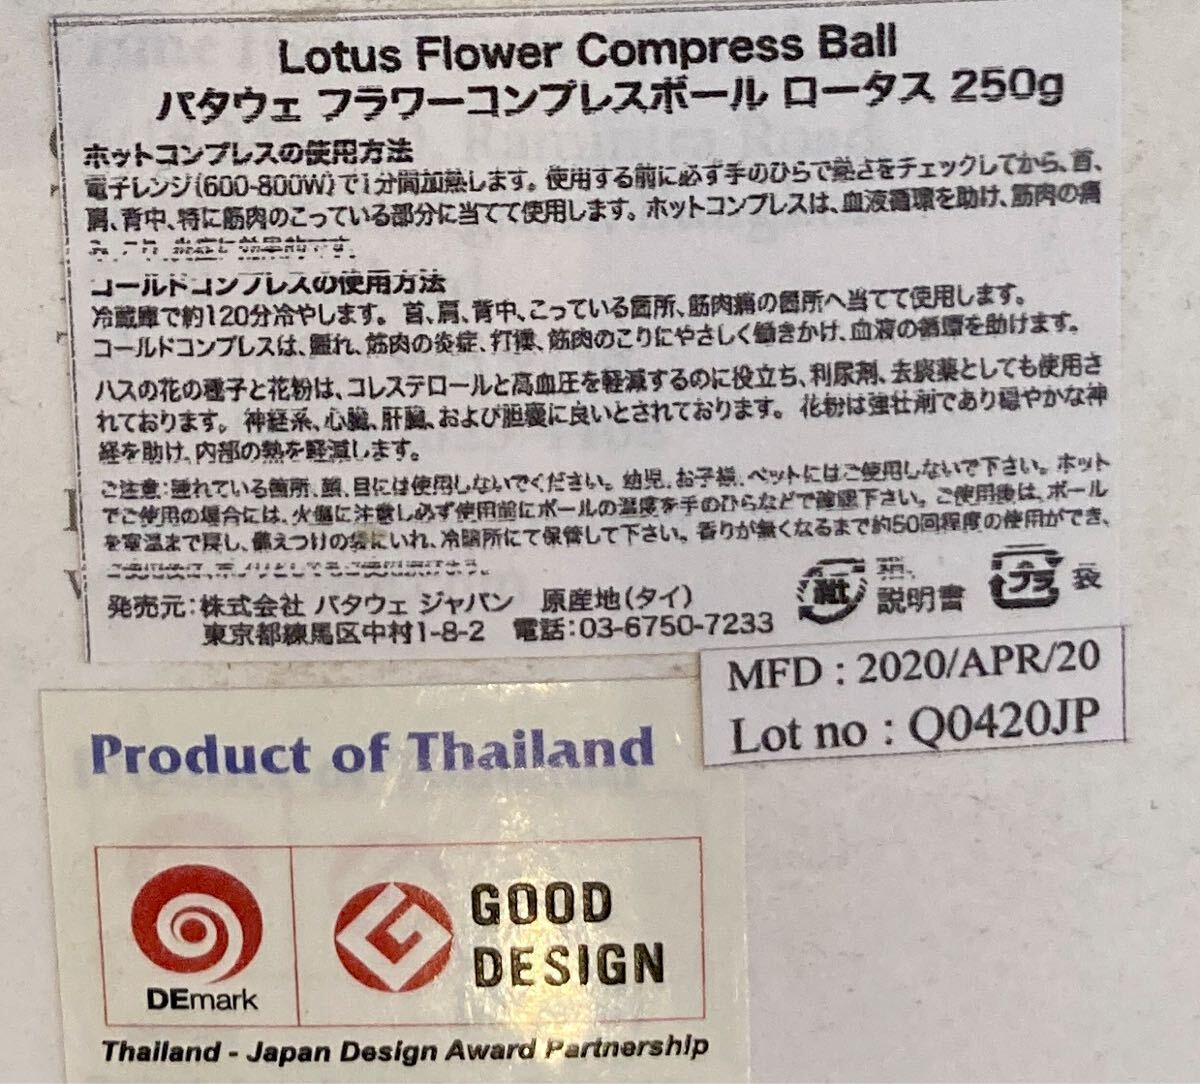 Lotus Flower Compress Ball
パタウェ フラワーコンプレスボール ロータス 250g
ホットコンプレスの使用方法
電子レンジ(600-800W)で1分間加熱します。使用する前に必ず手のひらで熱さをチェックしてから、首、
肩、背中、特に筋肉のこっている部分に当てて使用します。ホットコンプレスは、血液循環を助け、筋肉の痛
み、こり、炎症に効果的です。
コールドコンプレスの使用方法
冷蔵庫で約120分冷やします。首、肩、背中、こっている箇所、筋肉痛の箇所へ当てて使用します。
コールドコンプレスは、腫れ、筋肉の炎症、打撲、筋肉のこりにやさしく働きかけ、血液の循環を助けます。
ハスの花の種子と花粉は、コレステロールと高血圧を軽減するのに役立ち、利尿剤、去痰薬としても使用さ
れております。神経系、心臓、肝臓、および胆嚢に良いとされております。花粉は強壮剤であり穏やかな神
経を助け、内部の熱を軽減します。
ご注意:腫れている箇所、頭、目には使用しないでください。幼児、お子様、ペットにはご使用しないで下さい。ホット
でご使用の場合には、火傷に注意し必ず使用前にボールの温度を手のひらなどで確認下さい。ご使用後は、ボール
を室温まで戻し、備えつけの袋にいれ、冷暗所にて保管して下さい。香りが無くなるまで約50回程度の使用ができ、
発売元:株式会社 パタウェ ジャパン 原産地(タイ)
東京都練馬区中村1-8-2 電話:03-6750-7233
紙 箱、
説明書
プラ 袋
MFD : 2020/APR/20
Lot no : Q0420JP
Product of Thailand
DEmark
GOOD
DESIGN
Thailand - Japan Design Award Partnership